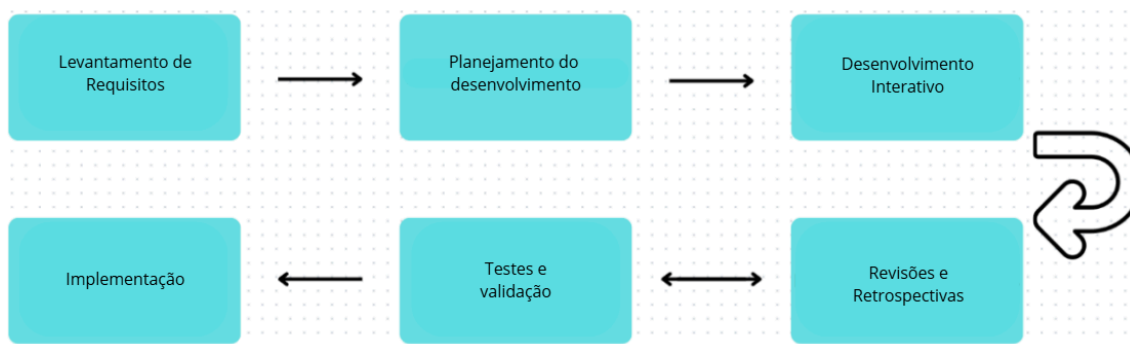 Levantamento de
Requisitos
Planejamento do
desenvolvimento
Desenvolvimento
Interativo
Revisões e
Retrospectivas
Testes e
validação
Implementação